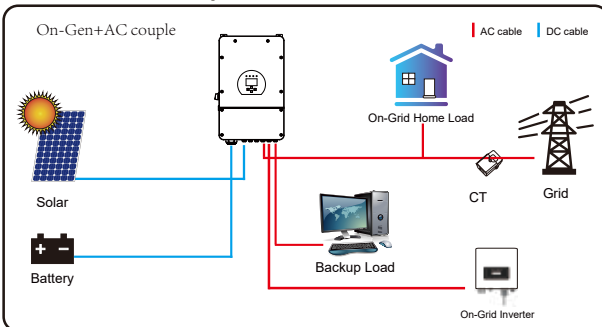 On-Gen+AC couple
AC cable
DC cable
On-Grid Home Load
CT
Grid
Solar
Backup Load
Battery
On-Grid Inverter